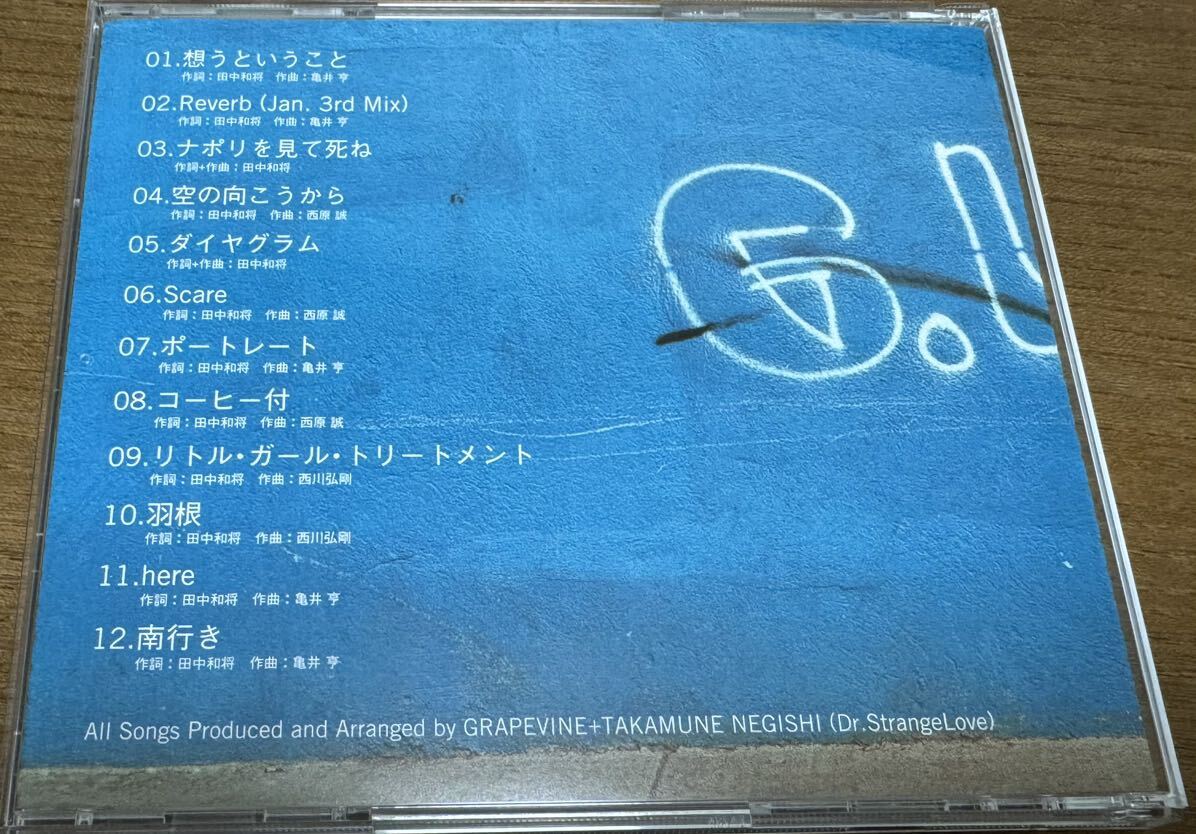 01.想うということ
作詞：田中和将　作曲：亀井 亨
02.Reverb (Jan. 3rd Mix)
作詞：田中和将　作曲：亀井 亨
03.ナポリを見て死ね
作詞+作曲：田中和将
04.空の向こうから
作詞：田中和将　作曲：西原 誠
05.ダイヤグラム
作詞+作曲：田中和将
06.Scare
作詞：田中和将　作曲：西原 誠
07.ポートレート
作詞：田中和将　作曲：亀井 亨
08.コーヒー付
作詞：田中和将　作曲：西原 誠
09.リトル・ガール・トリートメント
作詞：田中和将　作曲：西川弘剛
10.羽根
作詞：田中和将　作曲：西川弘剛
11.here
作詞：田中和将　作曲：亀井 亨
12.南行き
作詞：田中和将　作曲：亀井 亨
All Songs Produced and Arranged by GRAPEVINE+TAKAMUNE NEGISHI (Dr.StrangeLove)